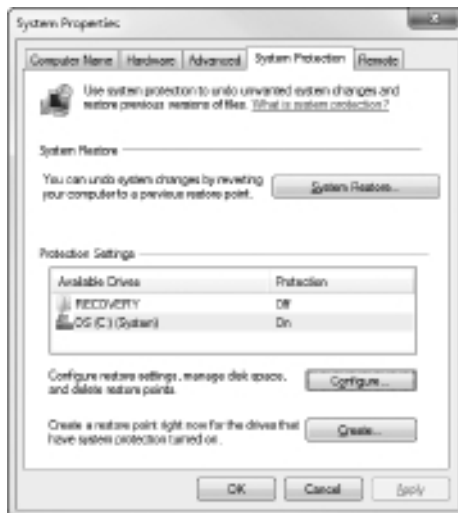 System Properties
Computer Name
Hardware
Advanced
System Protection
Remote
Use system protection to undo unwanted system changes and
restore previous versions of files. What is system protection?
System Restore
You can undo system changes by reverting
your computer to a previous restore point.
System Restore...
Protection Settings
Available Drives
Protection
RECOVERY
Off
OS (C:) (System)
On
Configure restore settings, manage disk space,
and delete restore points.
Configure...
Create a restore point right now for the drives that
have system protection turned on.
Create...
OK
Cancel
Apply